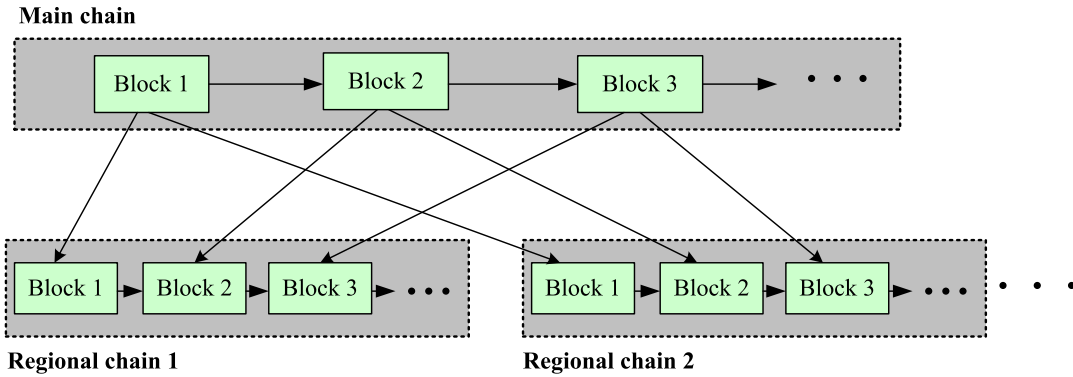 Main chain
Block 1
Block 2
Block 3
• • •
Block 1
Block 2
Block 3
• • •
Block 1
Block 2
Block 3
• • •
• • •
Regional chain 1
Regional chain 2